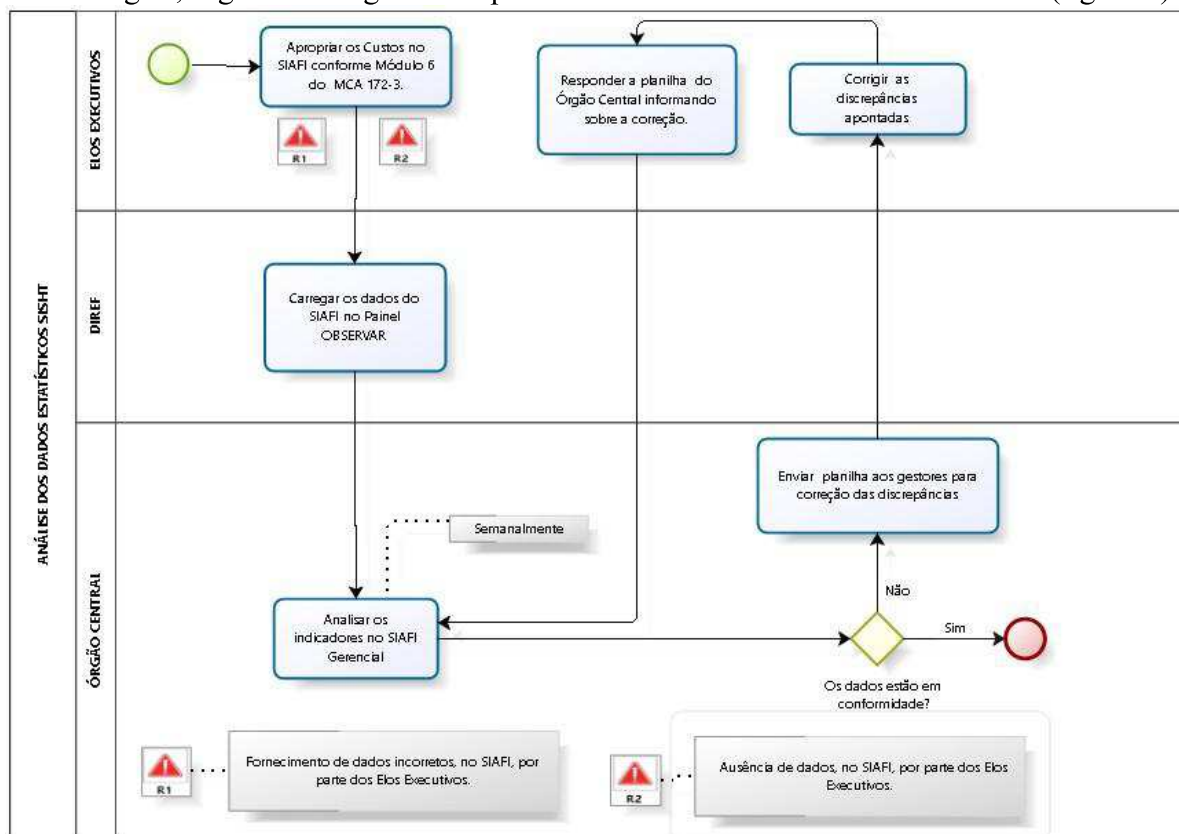 ANÁLISE DOS DADOS ESTATÍSTICOS SISHT
ELOS EXECUTIVOS
Apropriar os Custos no
SIAFI conforme Módulo 6
do MCA 172-3.
R1
R2
Responder a planilha do
Órgão Central informando
sobre a correção.
Corrigir as
discrepâncias
apontadas
DIREF
Carregar os dados do
SIAFI no Painel
OBSERVAR
ÓRGÃO CENTRAL
Enviar planilha aos gestores para
correção das discrepâncias
Semanalmente
Não
Analisar os
indicadores no SIAFI
Gerencial
Sim
Os dados estão em
conformidade?
R1
Fornecimento de dados incorretos, no SIAFI, por
parte dos Elos Executivos.
R2
Ausência de dados, no SIAFI, por parte dos Elos
Executivos.